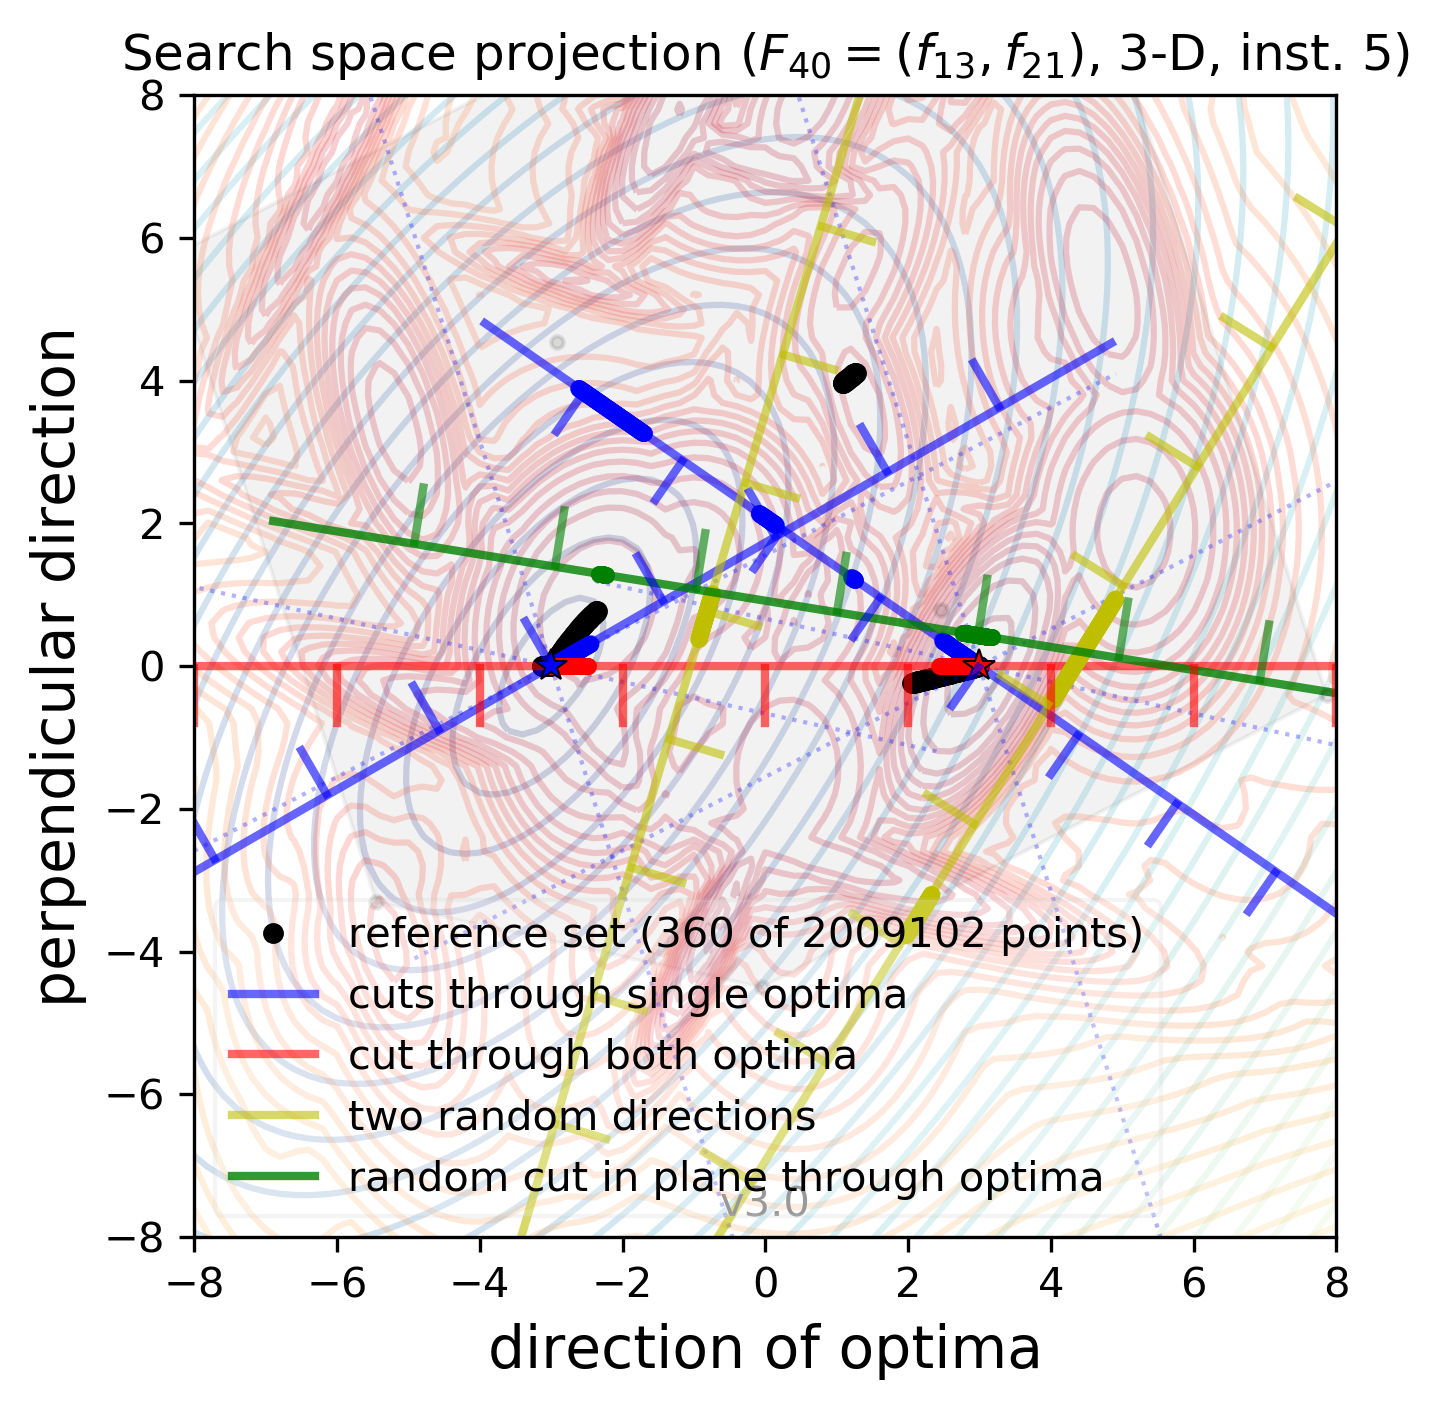 Search space projection (F₄₀ = (f₁₃, f₂₁), 3-D, inst. 5)
8
6
4
2
0
−2
−4
−6
−8
perpendicular direction
reference set (360 of 2009102 points)
cuts through single optima
cut through both optima
two random directions
random cut in plane through optima
v3.0
−8 −6 −4 −2 0 2 4 6 8
direction of optima